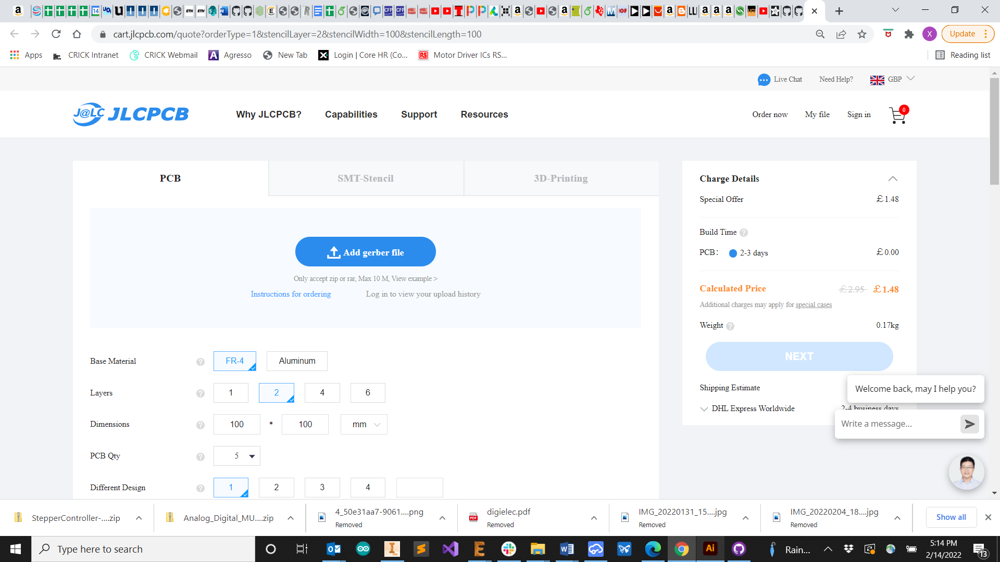 cart.jlcpcb.com/quote?orderType=1&stencilLayer=2&stencilWidth=100&stencilLength=100
X
Update
Apps
CRICK Intranet
CRICK Webmail
Agresso
New Tab
Login | Core HR (Co...
Motor Driver ICs RS...
Reading list
Live Chat
Need Help?
GBP
J@LC JLCPCB
Why JLCPCB?
Capabilities
Support
Resources
Order now
My file
Sign in
0
PCB
SMT-Stencil
3D-Printing
Add gerber file
Only accept zip or rar, Max 10 M, View example >
Instructions for ordering
Log in to view your upload history
Base Material ? FR-4 Aluminum
Layers ? 1 2 4 6
Dimensions ? 100 * 100 mm
PCB Qty ? 5
Different Design ? 1 2 3 4
Charge Details
Special Offer £1.48
Build Time ?
PCB: 2-3 days £0.00
Calculated Price £2.95 £1.48
Additional charges may apply for special cases
Weight ? 0.17kg
NEXT
Shipping Estimate
DHL Express Worldwide 2-4 business days
Welcome back, may I help you?
Write a message...
StepperController-....zip
Analog_Digital_MU....zip
4_50e31aa7-9061....png
Removed
digielec.pdf
Removed
IMG_20220131_15....jpg
Removed
IMG_20220204_18....jpg
Removed
Show all
Type here to search
Rain...
5:14 PM
2/14/2022
13